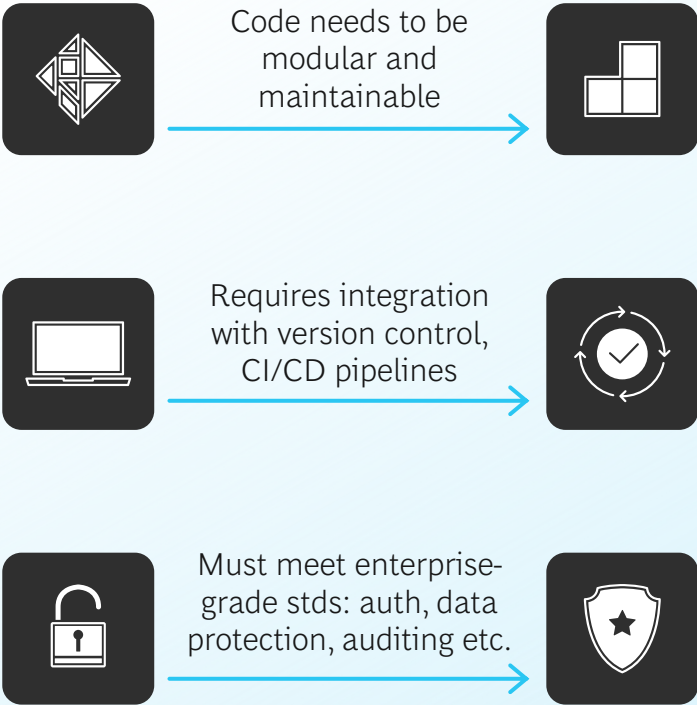 Code needs to be
modular and
maintainable
Requires integration
with version control,
CI/CD pipelines
Must meet enterprise-
grade stds: auth, data
protection, auditing etc.